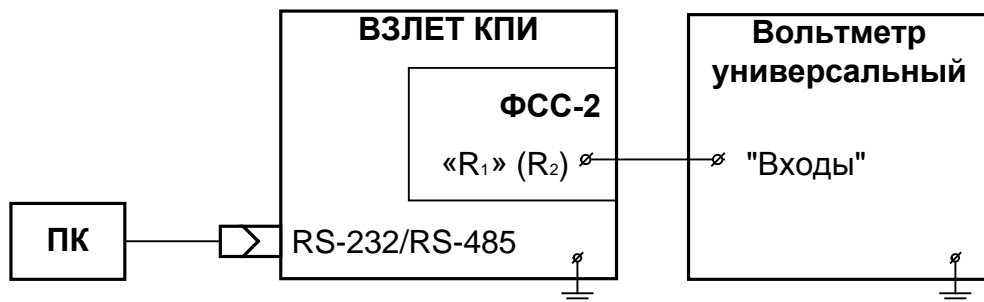 ВЗЛЕТ КПИ
ФСС-2
«R₁» (R₂)
ПК
RS-232/RS-485
Вольтметр
универсальный
"Входы"